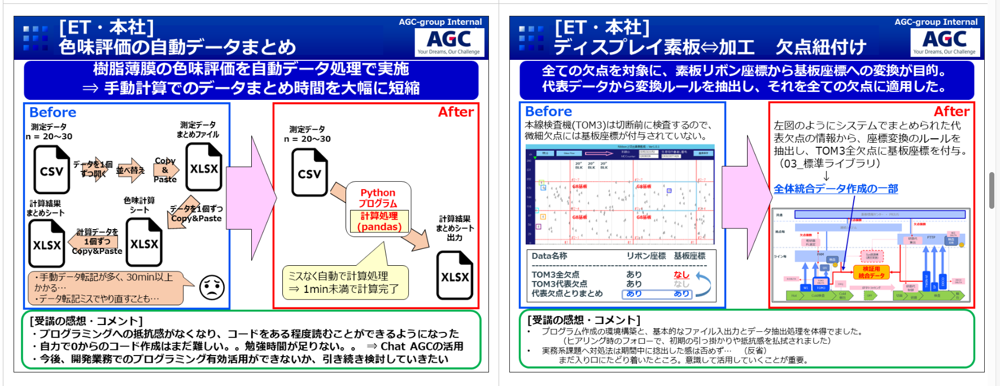 [ET・本社]
色味評価の自動データまとめ
AGC-group Internal
AGC
Your Dreams, Our Challenge
樹脂薄膜の色味評価を自動データ処理で実施
⇒ 手動計算でのデータまとめ時間を大幅に短縮
Before
測定データ
n = 20～30
CSV
データを1個
ずつ開く
並べ替え
Copy
&
Paste
測定データ
まとめファイル
XLSX
データを1個ずつ
Copy&Paste
色味計算
シート
XLSX
計算データを
1個ずつ
Copy&Paste
計算結果
まとめシート
XLSX
・手動データ転記が多く、30min以上
かかる…
・データ転記ミスでやり直すことも…
After
測定データ
n = 20～30
CSV
Python
プログラム
計算処理
(pandas)
計算結果
まとめシート
出力
XLSX
ミスなく自動で計算処理
⇒ 1min未満で計算完了
[受講の感想・コメント]
・プログラミングへの抵抗感がなくなり、コードをある程度読むことができるようになった
・自力で0からのコード作成はまだ難しい。。勉強時間が足りない。。 ⇒ Chat AGCの活用
・今後、開発業務でのプログラミング有効活用ができないか、引き続き検討していきたい
[ET・本社]
ディスプレイ素板⇔加工 欠点紐付け
AGC-group Internal
AGC
Your Dreams, Our Challenge
全ての欠点を対象に、素板リボン座標から基板座標への変換が目的。
代表データから変換ルールを抽出し、それを全ての欠点に適用した。
Before
本線検査機(TOM3)は切断前に検査するので、
微細欠点には基板座標が付与されていない。
20" 20" 20"
BLK BLK BLK
G8基板 G8基板
G8基板 G8基板
Data名称 リボン座標 基板座標
TOM3全欠点 あり なし
TOM3代表欠点 あり なし
代表欠点とりまとめ あり あり
After
左図のようにシステムでまとめられた代
表欠点の情報から、座標変換のルールを
抽出し、TOM3全欠点に基板座標を付与。
（03_標準ライブラリ）
↓
全体統合データ作成の一部
共通
拠点毎
ライン毎
欠点個数
FTTP
PAM
検証用
統合データ
W1
TOM3
Cold検査
切断
研磨
検査
[受講の感想・コメント]
・ プログラム作成の環境構築と、基本的なファイル入出力とデータ抽出処理を体得でました。
（ヒアリング時のフォローで、初期の引っ掛かりや抵抗感を払拭されました）
・ 実務系課題へ対処法は期間中に捻出した感は否めず… （反省）
まだ入り口にたどり着いたところ。意識して活用していくことが重要。